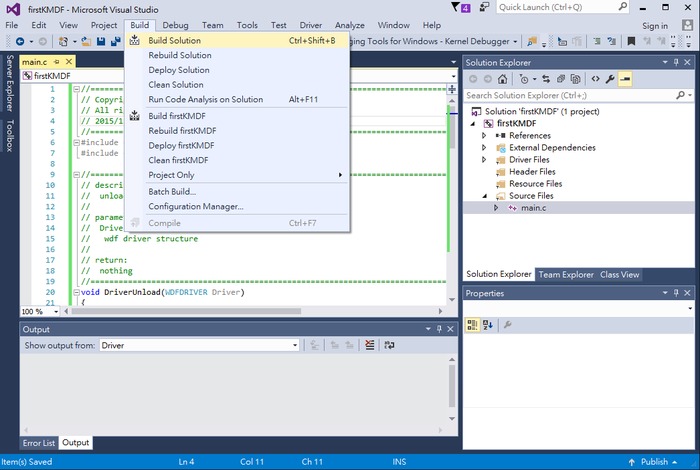 firstKMDF - Microsoft Visual Studio
4
Quick Launch (Ctrl+Q)
File Edit View Project Build Debug Team Tools Test Driver Analyze Window Help
Sign in
ging Tools for Windows - Kernel Debugger
Server Explorer
Toolbox
main.c
firstKMDF
Build Solution Ctrl+Shift+B
Rebuild Solution
Deploy Solution
Clean Solution
Run Code Analysis on Solution Alt+F11
Build firstKMDF
Rebuild firstKMDF
Deploy firstKMDF
Clean firstKMDF
Project Only
Batch Build...
Configuration Manager...
Compile Ctrl+F7
1 //==
2 // Copyri
3 // All ri
4 // 2015/1
5 //==
6 #include
7 #include
8
9 //==
10 // descri
11 // unloa
12 //
13 // parame
14 // Drive
15 // wdf driver structure
16 //
17 // return:
18 // nothing
19 //==
20 void DriverUnload(WDFDRIVER Driver)
21 {
100 %
Output
Show output from: Driver
Error List Output
Solution Explorer
Search Solution Explorer (Ctrl+;)
Solution 'firstKMDF' (1 project)
firstKMDF
References
External Dependencies
Driver Files
Header Files
Resource Files
Source Files
main.c
Solution Explorer Team Explorer Class View
Properties
Item(s) Saved Ln 4 Col 11 Ch 11 INS Publish